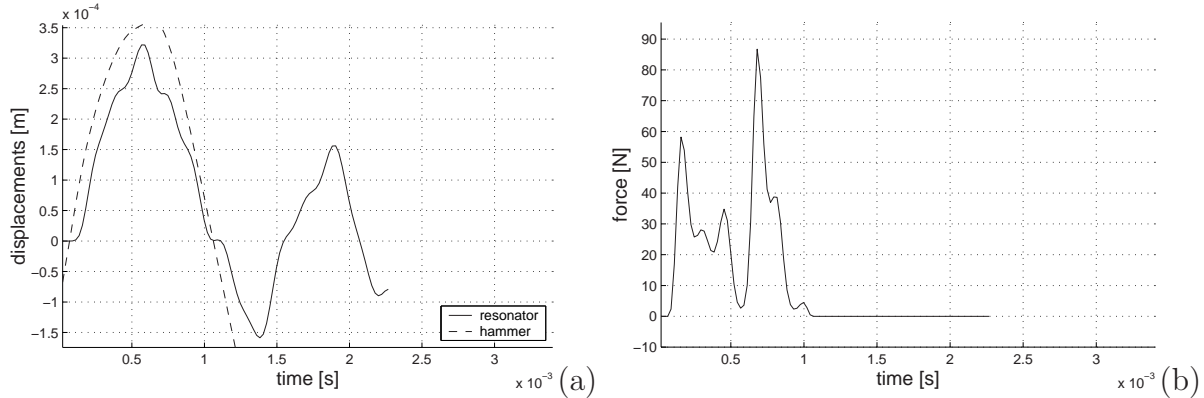 x 10⁻⁴
3.5
3
2.5
2
1.5
1
0.5
0
−0.5
−1
−1.5
displacements [m]
0.5 1 1.5 2 2.5 3
time [s]
x 10⁻³
resonator
hammer
(a)
90
80
70
60
50
40
30
20
10
0
−10
force [N]
0.5 1 1.5 2 2.5 3
time [s]
x 10⁻³
(b)